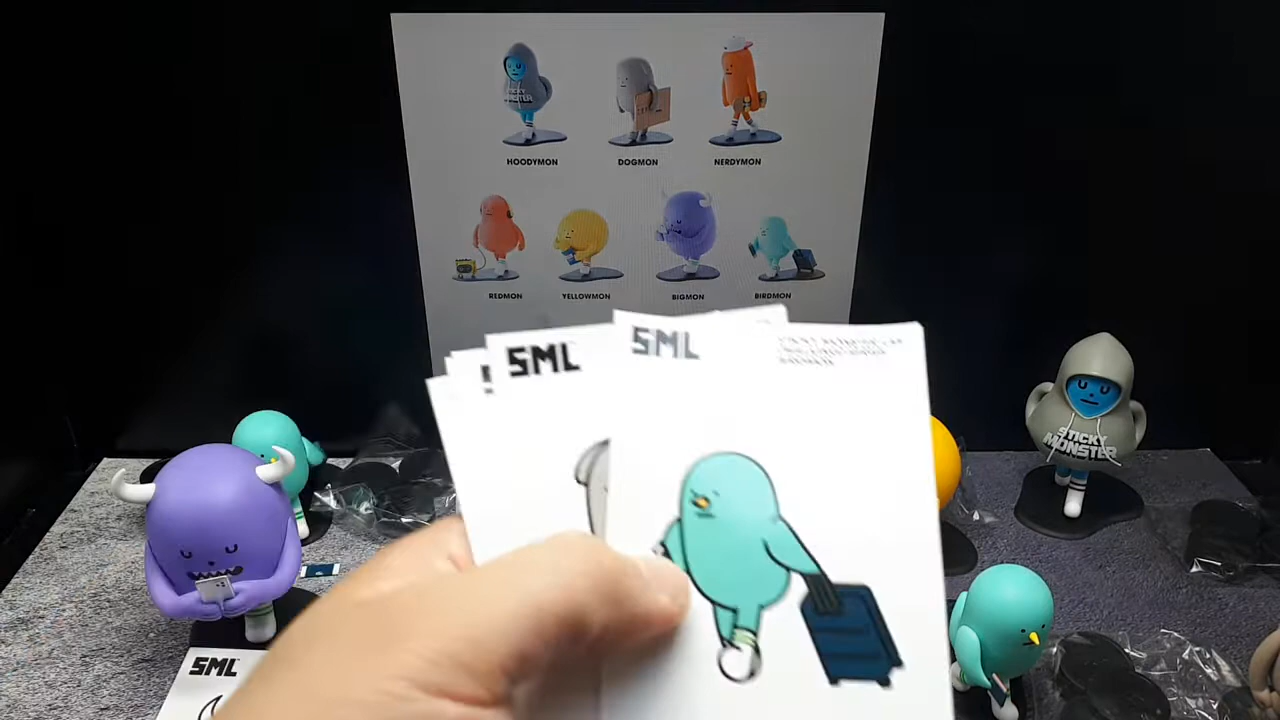 HOODYMON
DOGMON
NERDYMON
REDMON
YELLOWMON
BIGMON
BIRDMON
SML
SML
STICKY
MONSTER
SML